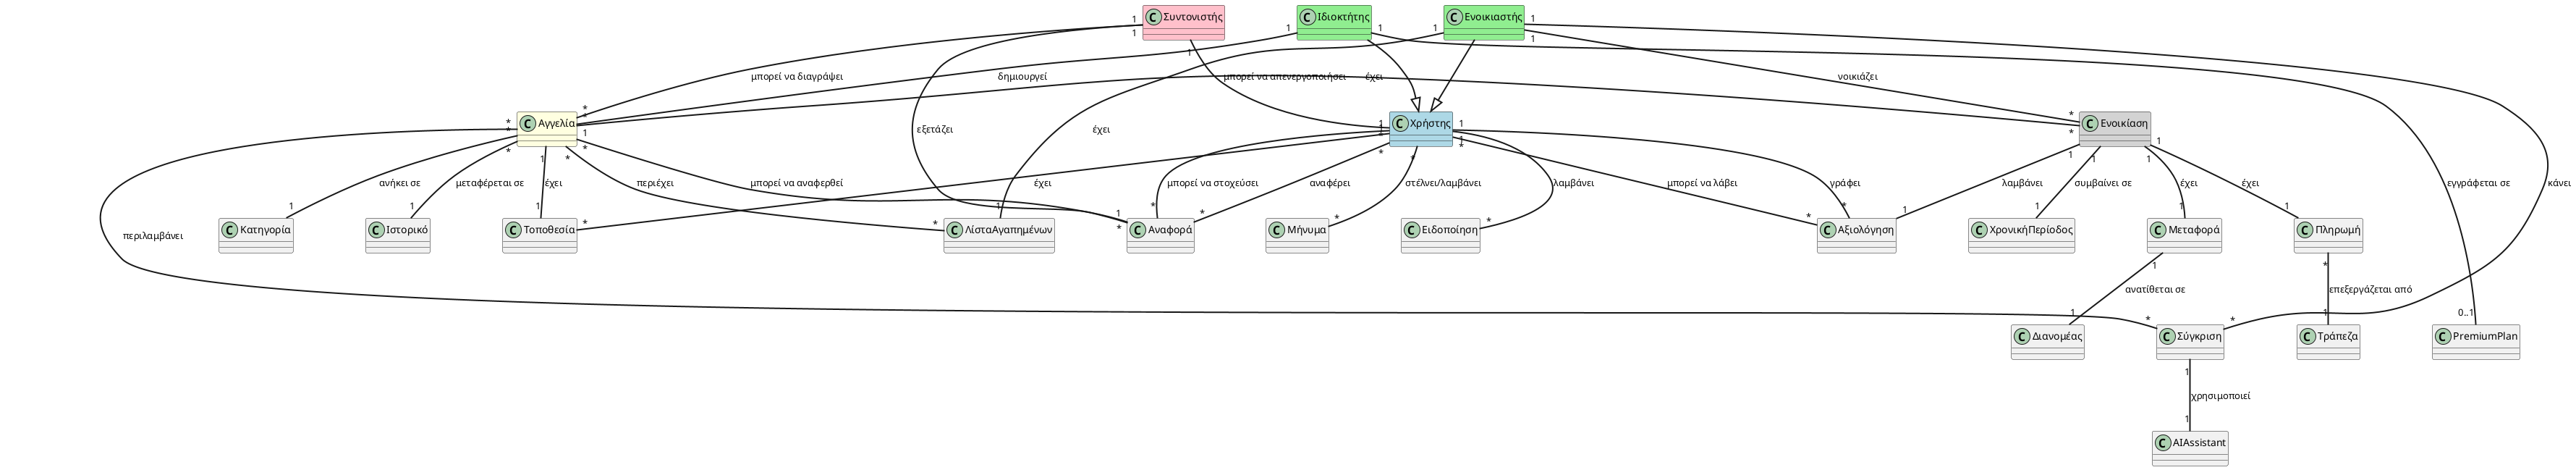 C Συντονιστής
C Ιδιοκτήτης
C Ενοικιαστής
1
1
1
1
1
1
1
1
μπορεί να διαγράψει
δημιουργεί
μπορεί να απενεργοποιήσει
έχει
νοικιάζει
C Αγγελία
εξετάζει
έχει
C Χρήστης
C Ενοικίαση
*
*
*
*
1
*
*
*
1
*
*
*
1
1
*
*
*
1
1
1
1
1
περιλαμβάνει
ανήκει σε
μεταφέρεται σε
έχει
περιέχει
μπορεί να αναφερθεί
έχει
μπορεί να στοχεύσει
αναφέρει
στέλνει/λαμβάνει
λαμβάνει
μπορεί να λάβει
γράφει
λαμβάνει
συμβαίνει σε
έχει
έχει
εγγράφεται σε
κάνει
1
1
1
*
*
1
1
*
*
*
*
*
*
*
1
1
1
1
C Κατηγορία
C Ιστορικό
C Τοποθεσία
C ΛίσταΑγαπημένων
C Αναφορά
C Μήνυμα
C Ειδοποίηση
C Αξιολόγηση
C ΧρονικήΠερίοδος
C Μεταφορά
C Πληρωμή
1
*
ανατίθεται σε
επεξεργάζεται από
1
*
*
1
0..1
C Διανομέας
C Σύγκριση
C Τράπεζα
C PremiumPlan
1
χρησιμοποιεί
1
C AIAssistant